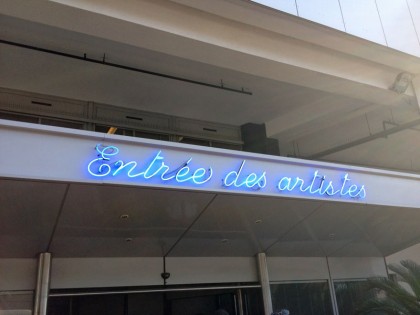 Entrée des artistes